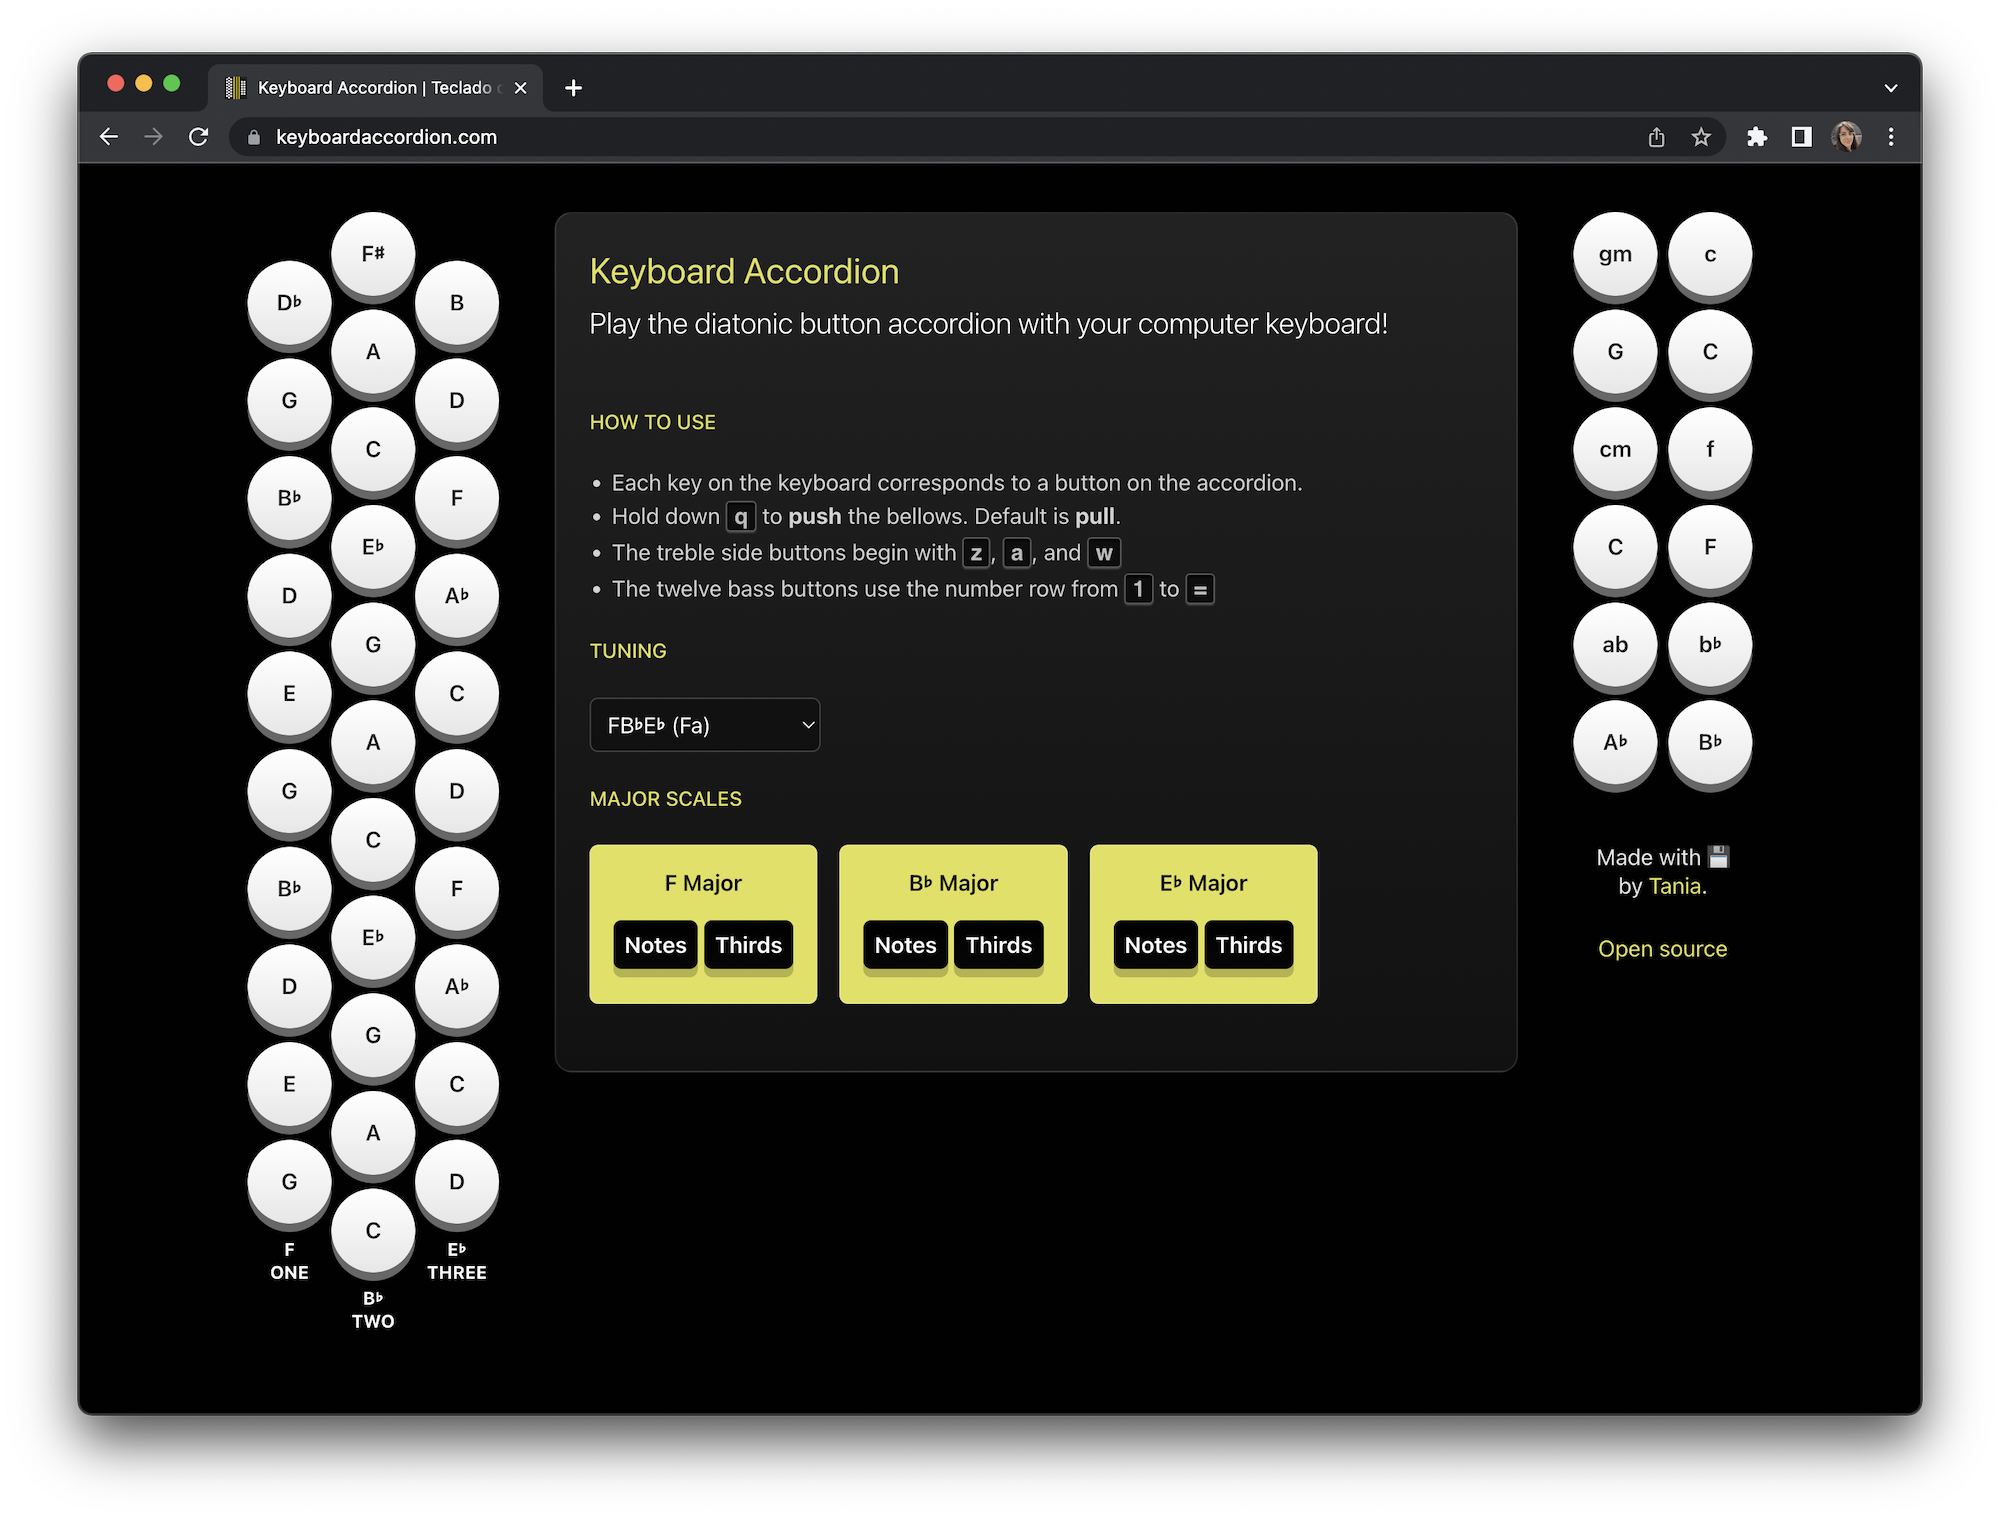 Keyboard Accordion | Teclado
keyboardaccordion.com
F♯
D♭
B
A
G
D
C
B♭
F
E♭
D
A♭
G
E
C
A
G
D
C
B♭
F
E♭
D
A♭
G
E
C
A
G
D
C
F
ONE
E♭
THREE
B♭
TWO
Keyboard Accordion
Play the diatonic button accordion with your computer keyboard!
HOW TO USE
• Each key on the keyboard corresponds to a button on the accordion.
• Hold down q to push the bellows. Default is pull.
• The treble side buttons begin with z, a, and w
• The twelve bass buttons use the number row from 1 to =
TUNING
FB♭E♭ (Fa)
MAJOR SCALES
F Major
Notes Thirds
B♭ Major
Notes Thirds
E♭ Major
Notes Thirds
gm c
G C
cm f
C F
ab b♭
A♭ B♭
Made with 💾
by Tania.
Open source